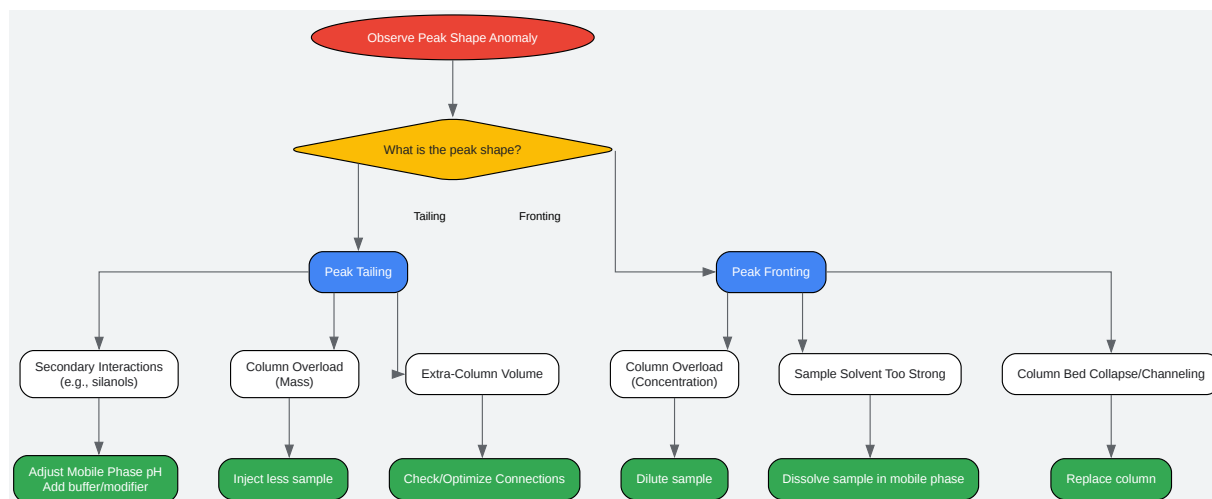 Observe Peak Shape Anomaly
What is the peak shape?
Tailing
Fronting
Peak Tailing
Peak Fronting
Secondary Interactions
(e.g., silanols)
Column Overload
(Mass)
Extra-Column Volume
Column Overload
(Concentration)
Sample Solvent Too Strong
Column Bed Collapse/Channeling
Adjust Mobile Phase pH
Add buffer/modifier
Inject less sample
Check/Optimize Connections
Dilute sample
Dissolve sample in mobile phase
Replace column